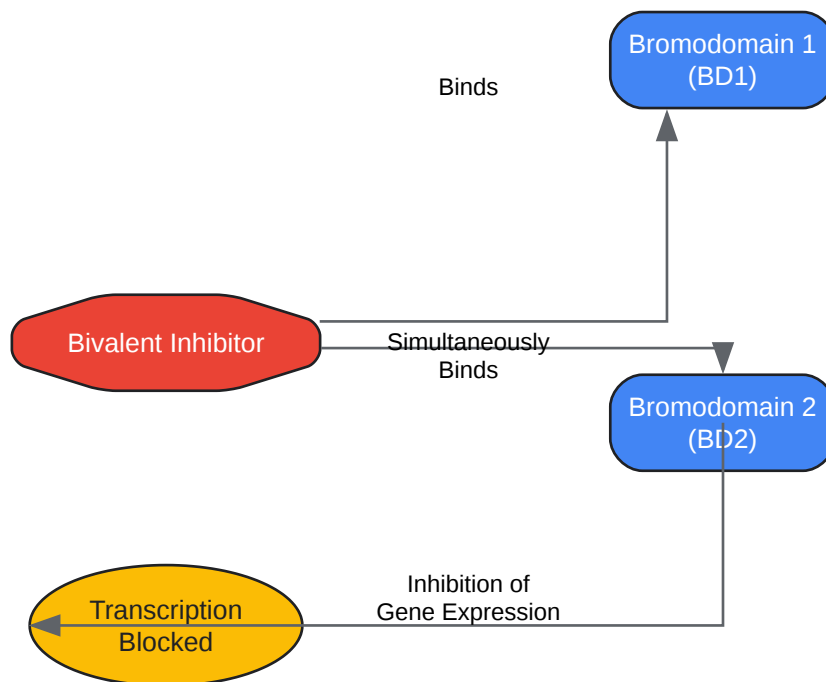 Bromodomain 1
(BD1)
Binds
Bivalent Inhibitor
Simultaneously
Binds
Bromodomain 2
(BD2)
Inhibition of
Gene Expression
Transcription
Blocked